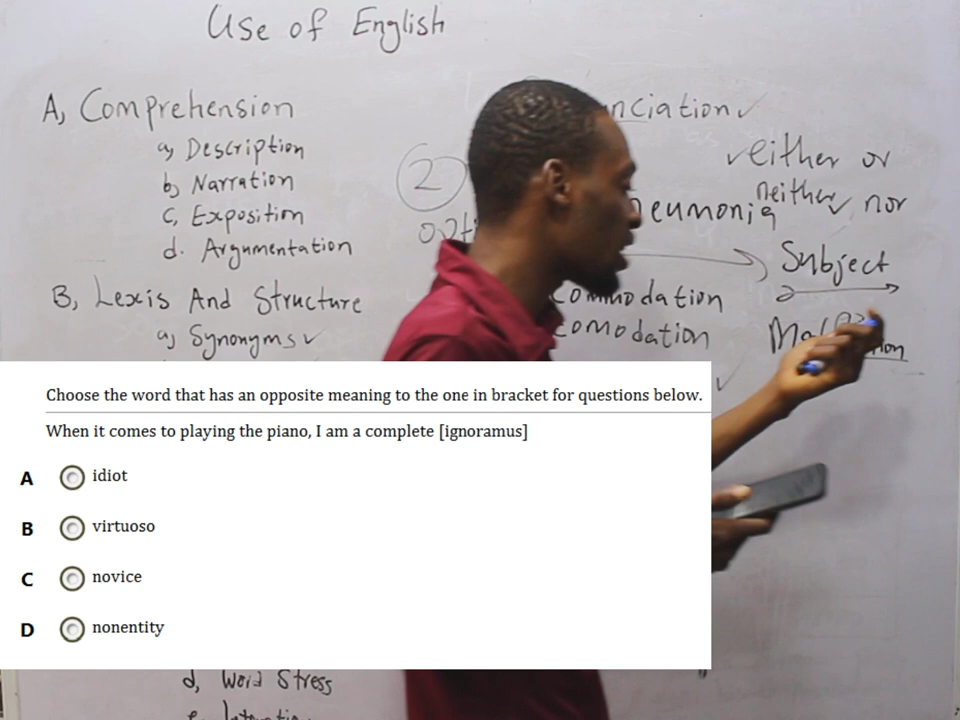 Use of English
A, Comprehension
a, Description
b, Narration
C, Exposition
d. Argumentation
B, Lexis And Structure
a, Synonyms ✓
2
either or
neither nor
Subject
Commodation
Comodation
Choose the word that has an opposite meaning to the one in bracket for questions below.
When it comes to playing the piano, I am a complete [ignoramus]
A idiot
B virtuoso
C novice
D nonentity
d, Word Stress